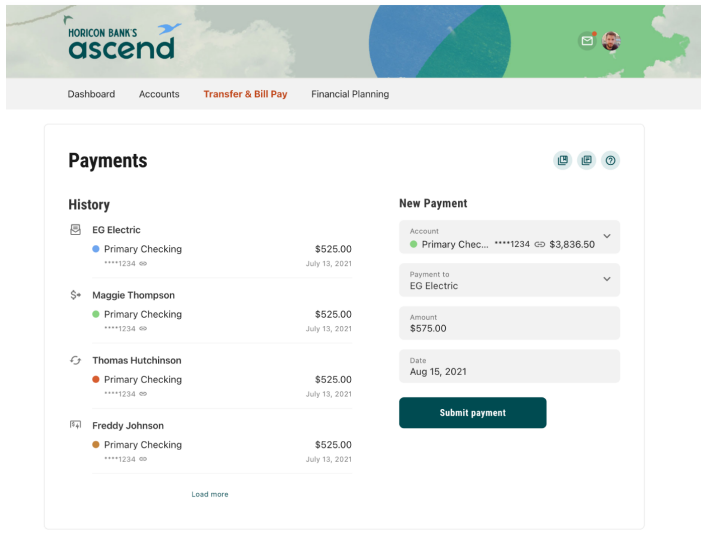 HORICON BANK'S
ascend
Dashboard Accounts Transfer & Bill Pay Financial Planning
Payments
History
EG Electric
Primary Checking $525.00
****1234 July 13, 2021
Maggie Thompson
Primary Checking $525.00
****1234 July 13, 2021
Thomas Hutchinson
Primary Checking $525.00
****1234 July 13, 2021
Freddy Johnson
Primary Checking $525.00
****1234 July 13, 2021
Load more
New Payment
Account
Primary Chec... ****1234 $3,836.50
Payment to
EG Electric
Amount
$575.00
Date
Aug 15, 2021
Submit payment